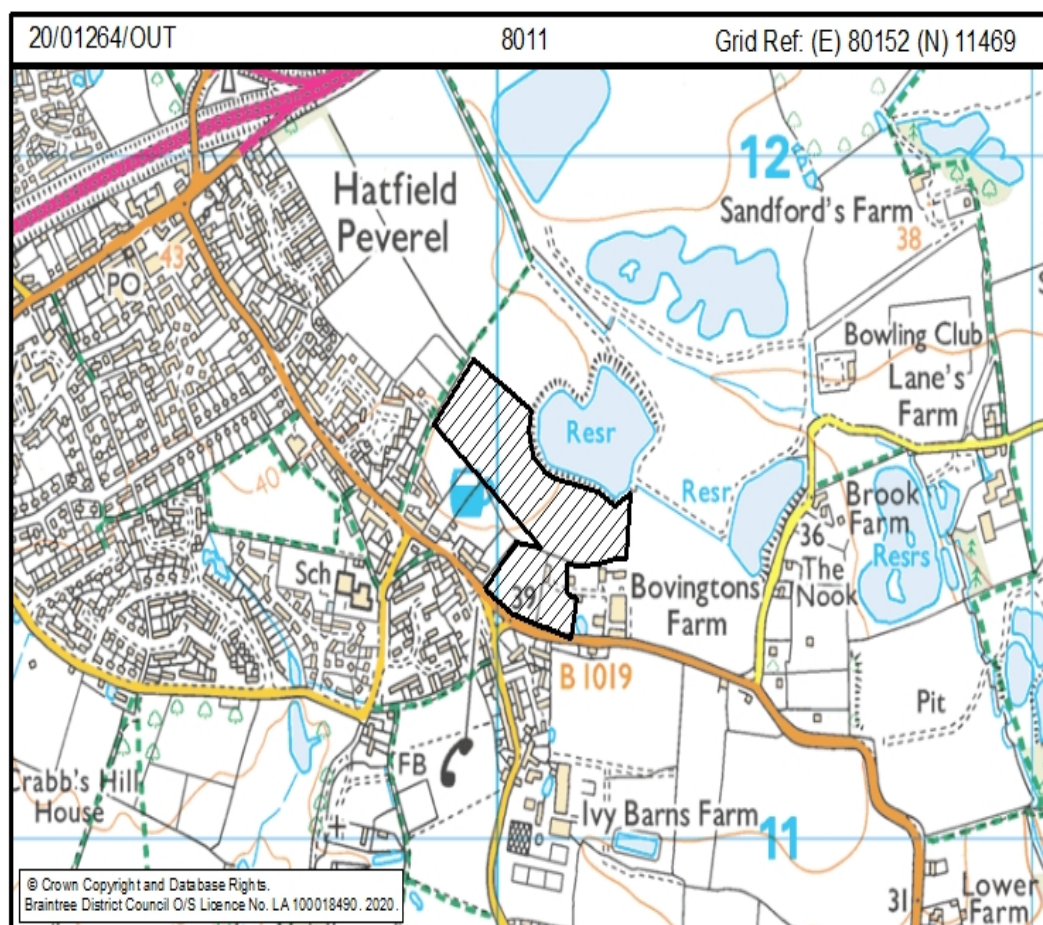 20/01264/OUT 8011 Grid Ref: (E) 80152 (N) 11469
12
Hatfield
Peverel
Sandford's Farm
38
43
PO
Bowling Club
Lane's
Farm
Resr
40
Resr
Brook
Farm
36
Resrs
The
Nook
Sch
39
Bovingtons
Farm
B 1019
Pit
FB
Crabb's Hill
House
Ivy Barns Farm
11
31
Lower
Farm
© Crown Copyright and Database Rights.
Braintree District Council O/S Licence No. LA 100018490. 2020.